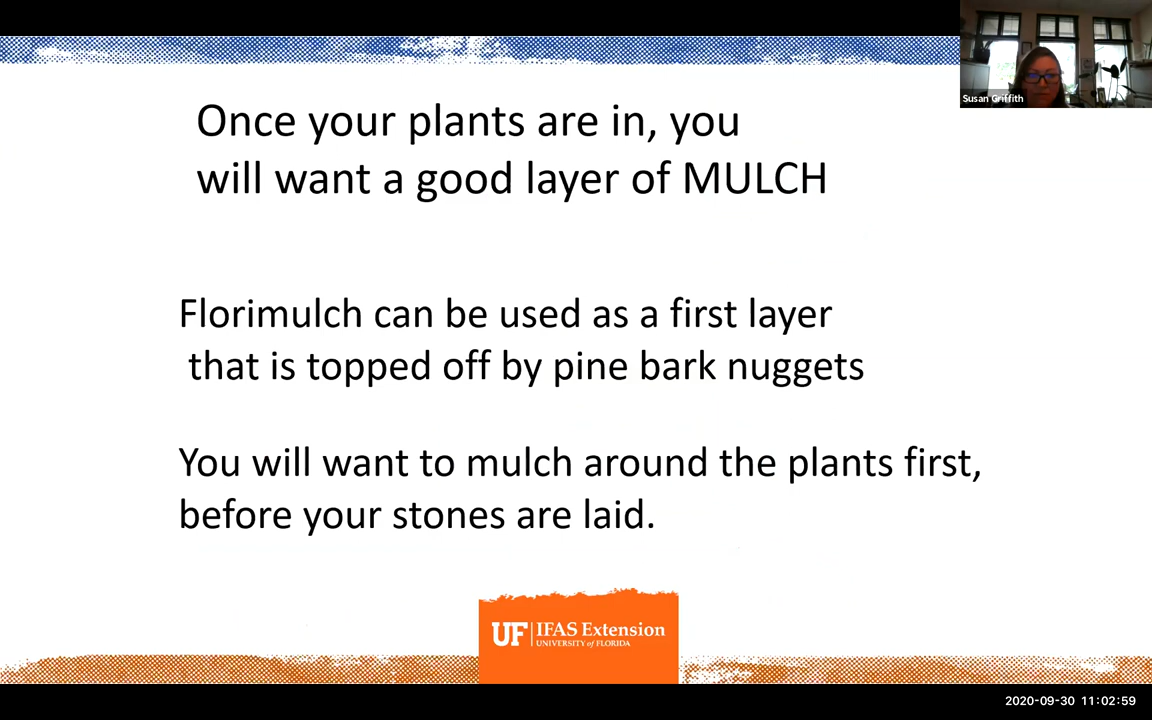 Susan Griffith
Once your plants are in, you
will want a good layer of MULCH
Florimulch can be used as a first layer
that is topped off by pine bark nuggets
You will want to mulch around the plants first,
before your stones are laid.
UF IFAS Extension
UNIVERSITY of FLORIDA
2020-09-30 11:02:59